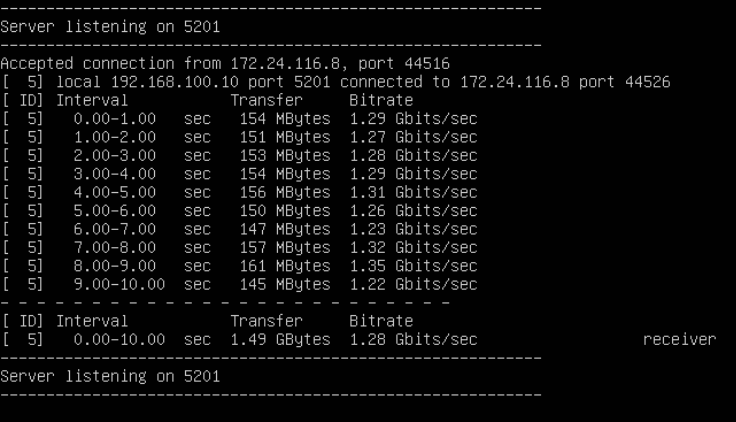 -----------------------------------------------------------
Server listening on 5201
-----------------------------------------------------------
Accepted connection from 172.24.116.8, port 44516
[  5] local 192.168.100.10 port 5201 connected to 172.24.116.8 port 44526
[ ID] Interval           Transfer     Bitrate
[  5]   0.00-1.00   sec   154 MBytes  1.29 Gbits/sec
[  5]   1.00-2.00   sec   151 MBytes  1.27 Gbits/sec
[  5]   2.00-3.00   sec   153 MBytes  1.28 Gbits/sec
[  5]   3.00-4.00   sec   154 MBytes  1.29 Gbits/sec
[  5]   4.00-5.00   sec   156 MBytes  1.31 Gbits/sec
[  5]   5.00-6.00   sec   150 MBytes  1.26 Gbits/sec
[  5]   6.00-7.00   sec   147 MBytes  1.23 Gbits/sec
[  5]   7.00-8.00   sec   157 MBytes  1.32 Gbits/sec
[  5]   8.00-9.00   sec   161 MBytes  1.35 Gbits/sec
[  5]   9.00-10.00  sec   145 MBytes  1.22 Gbits/sec
- - - - - - - - - - - - - - - - - - - - - - - - -
[ ID] Interval           Transfer     Bitrate
[  5]   0.00-10.00  sec  1.49 GBytes  1.28 Gbits/sec                  receiver
-----------------------------------------------------------
Server listening on 5201
-----------------------------------------------------------